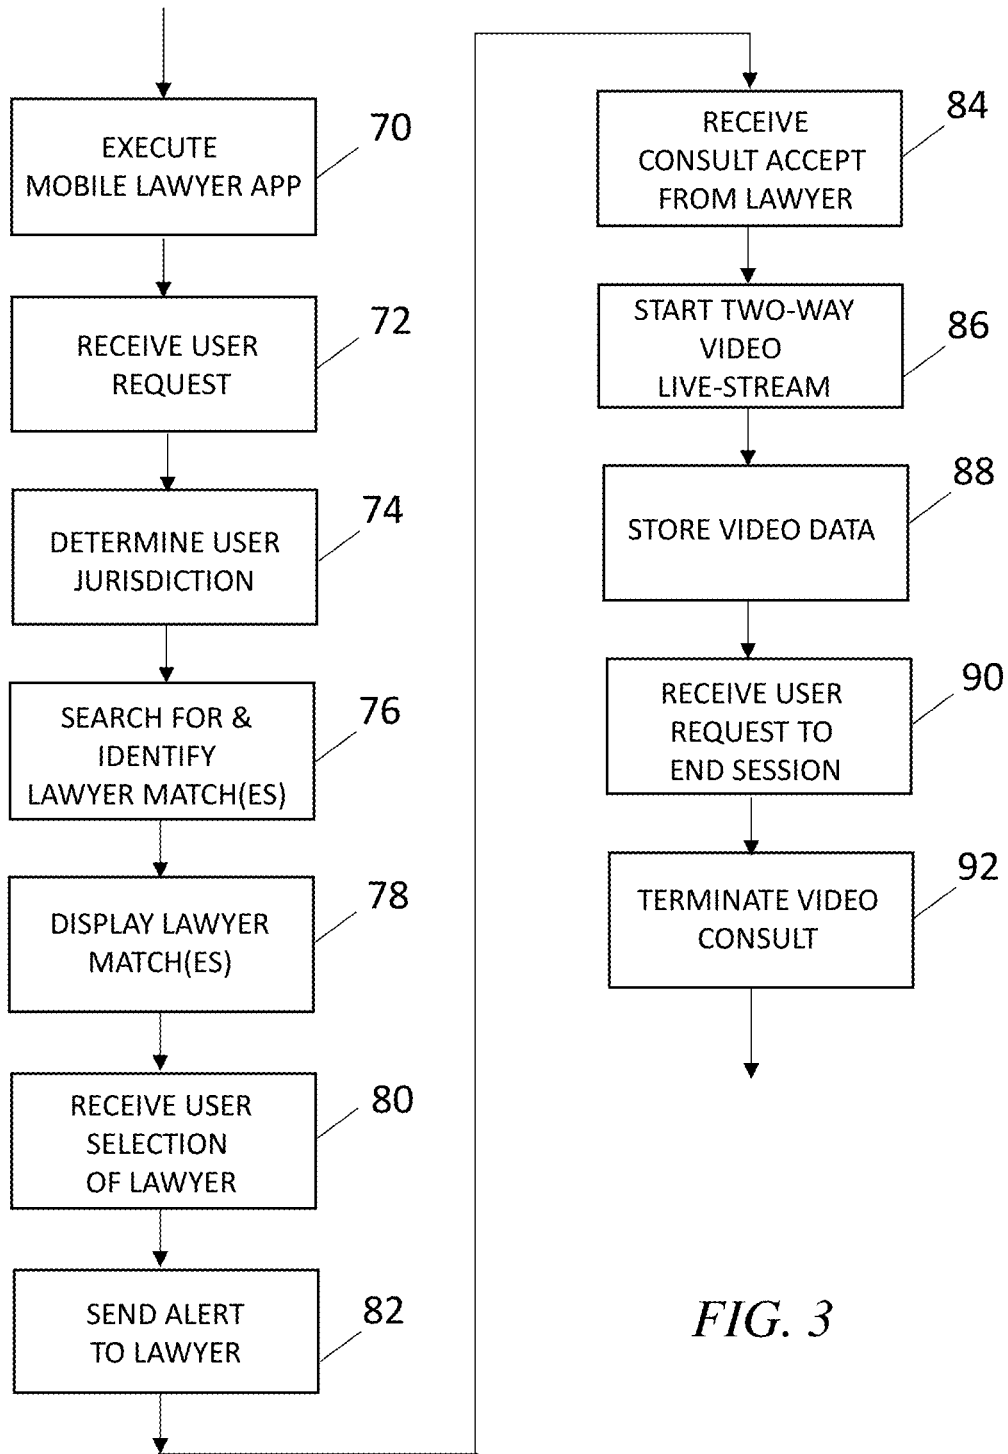 EXECUTE
MOBILE LAWYER APP
70
RECEIVE USER
REQUEST
72
DETERMINE USER
JURISDICTION
74
SEARCH FOR &
IDENTIFY
LAWYER MATCH(ES)
76
DISPLAY LAWYER
MATCH(ES)
78
RECEIVE USER
SELECTION
OF LAWYER
80
SEND ALERT
TO LAWYER
82
RECEIVE
CONSULT ACCEPT
FROM LAWYER
84
START TWO-WAY
VIDEO
LIVE-STREAM
86
STORE VIDEO DATA
88
RECEIVE USER
REQUEST TO
END SESSION
90
TERMINATE VIDEO
CONSULT
92
FIG. 3